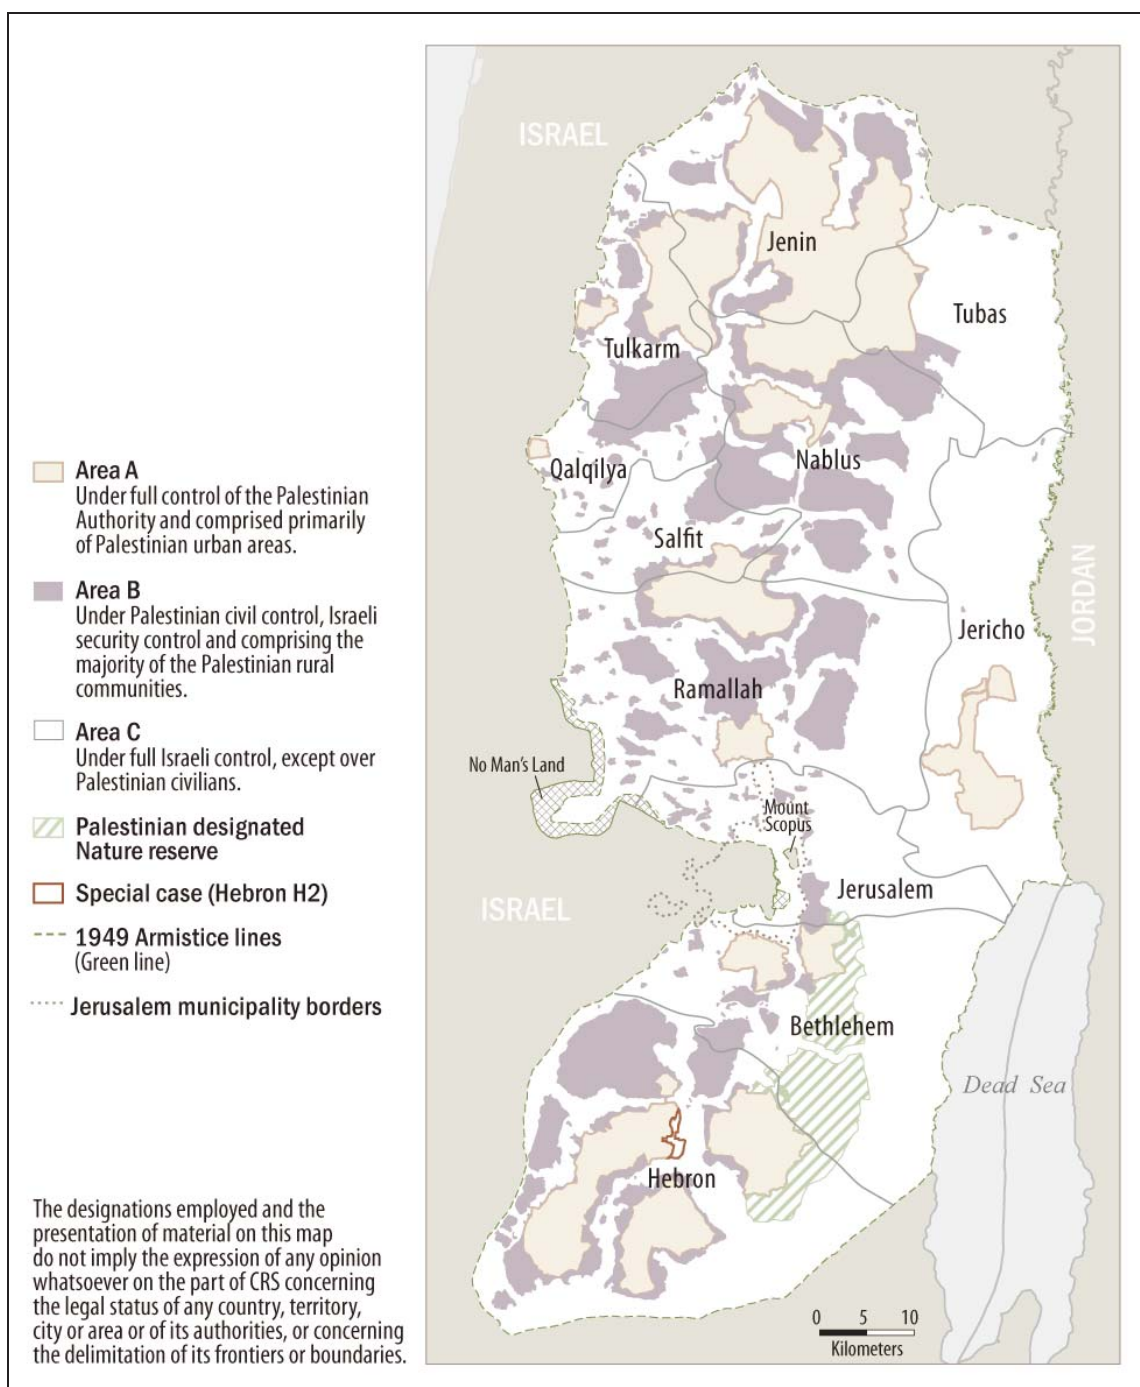 Area A
Under full control of the Palestinian
Authority and comprised primarily
of Palestinian urban areas.
Area B
Under Palestinian civil control, Israeli
security control and comprising the
majority of the Palestinian rural
communities.
Area C
Under full Israeli control, except over
Palestinian civilians.
Palestinian designated
Nature reserve
Special case (Hebron H2)
1949 Armistice lines
(Green line)
Jerusalem municipality borders
The designations employed and the
presentation of material on this map
do not imply the expression of any opinion
whatsoever on the part of CRS concerning
the legal status of any country, territory,
city or area or of its authorities, or concerning
the delimitation of its frontiers or boundaries.
ISRAEL
Jenin
Tubas
Tulkarm
Qalqilya
Nablus
Salfit
JORDAN
Jericho
Ramallah
No Man's Land
Mount
Scopus
Jerusalem
ISRAEL
Bethlehem
Dead Sea
Hebron
0 5 10
Kilometers